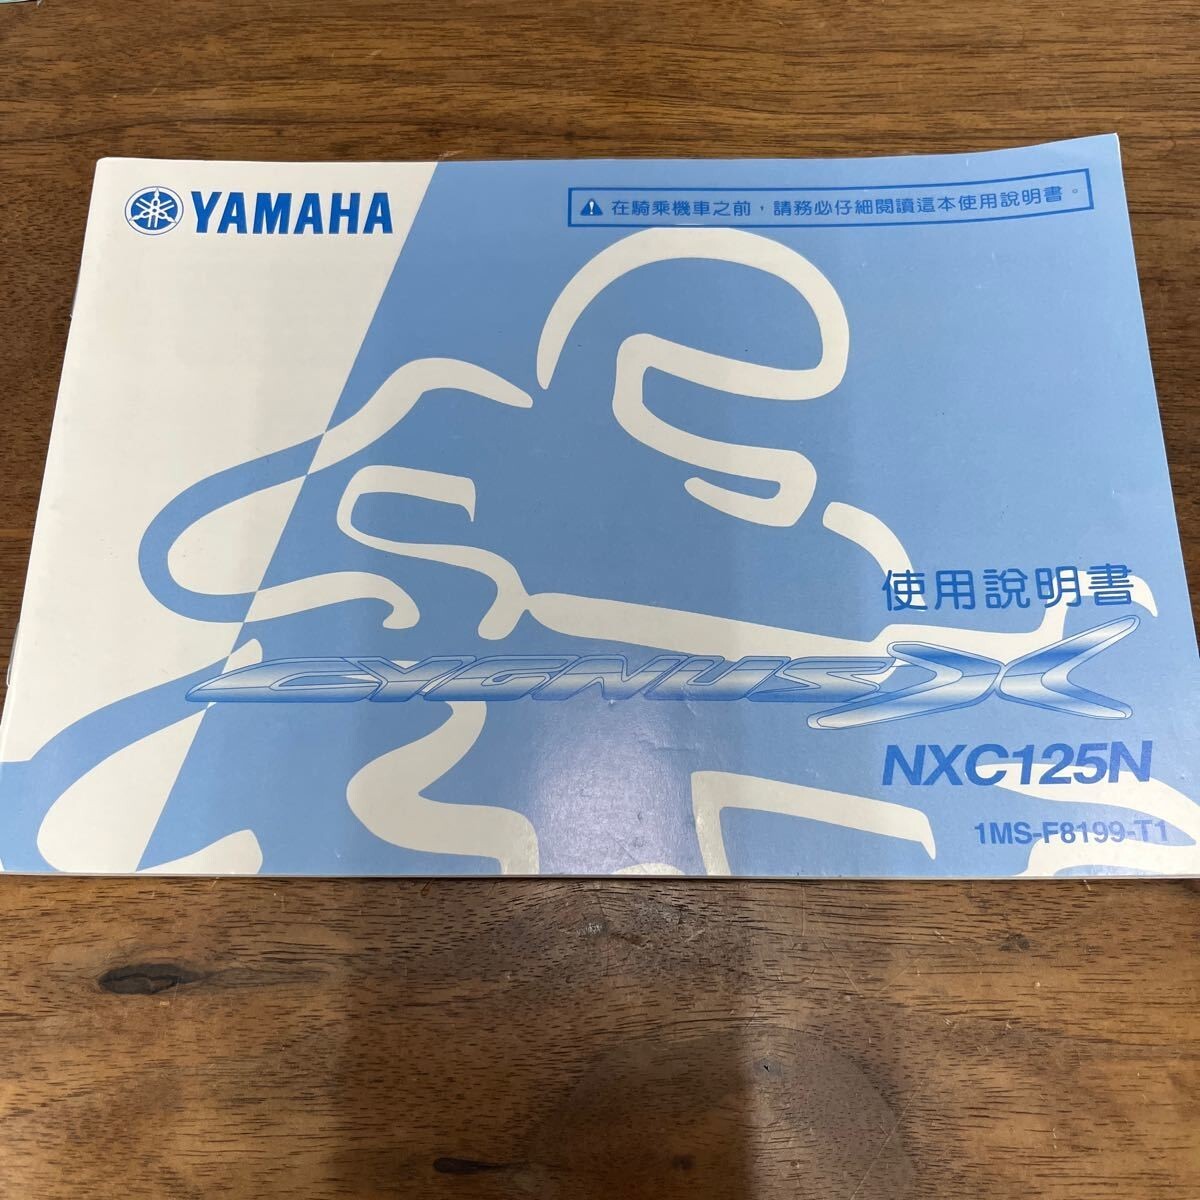 YAMAHA
在騎乘機車之前，請務必仔細閱讀這本使用說明書。
使用說明書
CYGNUS X
NXC125N
1MS-F8199-T1